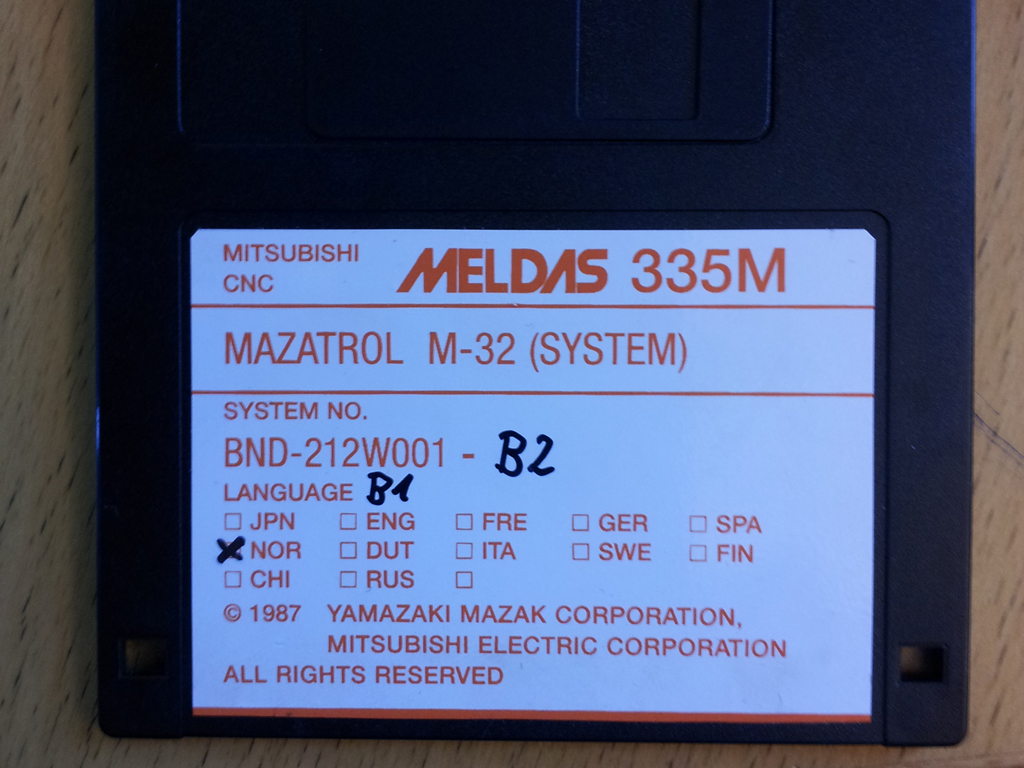 MITSUBISHI CNC MELDAS 335M
MAZATROL M-32 (SYSTEM)
SYSTEM NO.
BND-212W001 - B2
LANGUAGE B1
☐ JPN ☐ ENG ☐ FRE ☐ GER ☐ SPA
☒ NOR ☐ DUT ☐ ITA ☐ SWE ☐ FIN
☐ CHI ☐ RUS ☐
© 1987 YAMAZAKI MAZAK CORPORATION,
MITSUBISHI ELECTRIC CORPORATION
ALL RIGHTS RESERVED